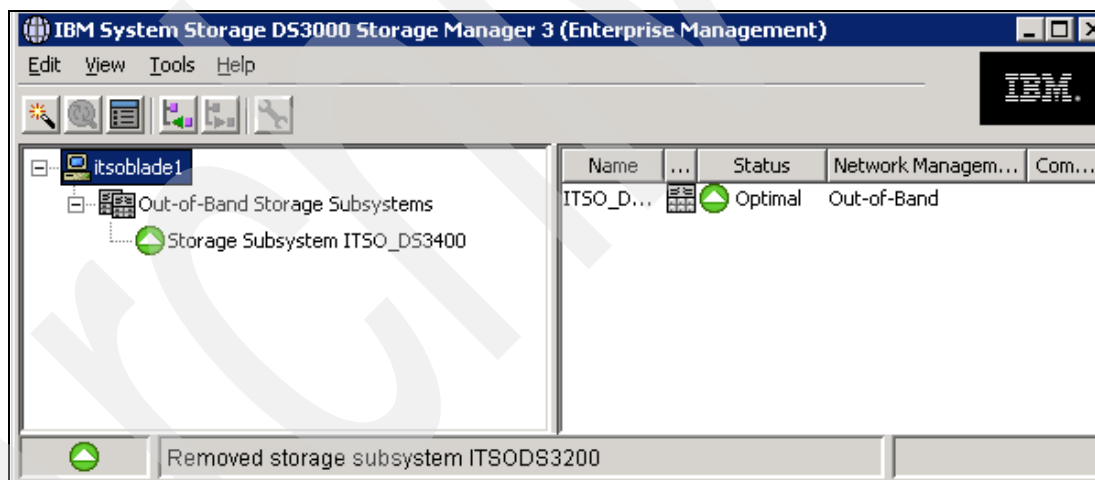 IBM System Storage DS3000 Storage Manager 3 (Enterprise Management)
Edit View Tools Help
IBM.
itsoblade1
Out-of-Band Storage Subsystems
Storage Subsystem ITSO_DS3400
Name ... Status Network Managem... Com...
ITSO_D... Optimal Out-of-Band
Removed storage subsystem ITSODS3200